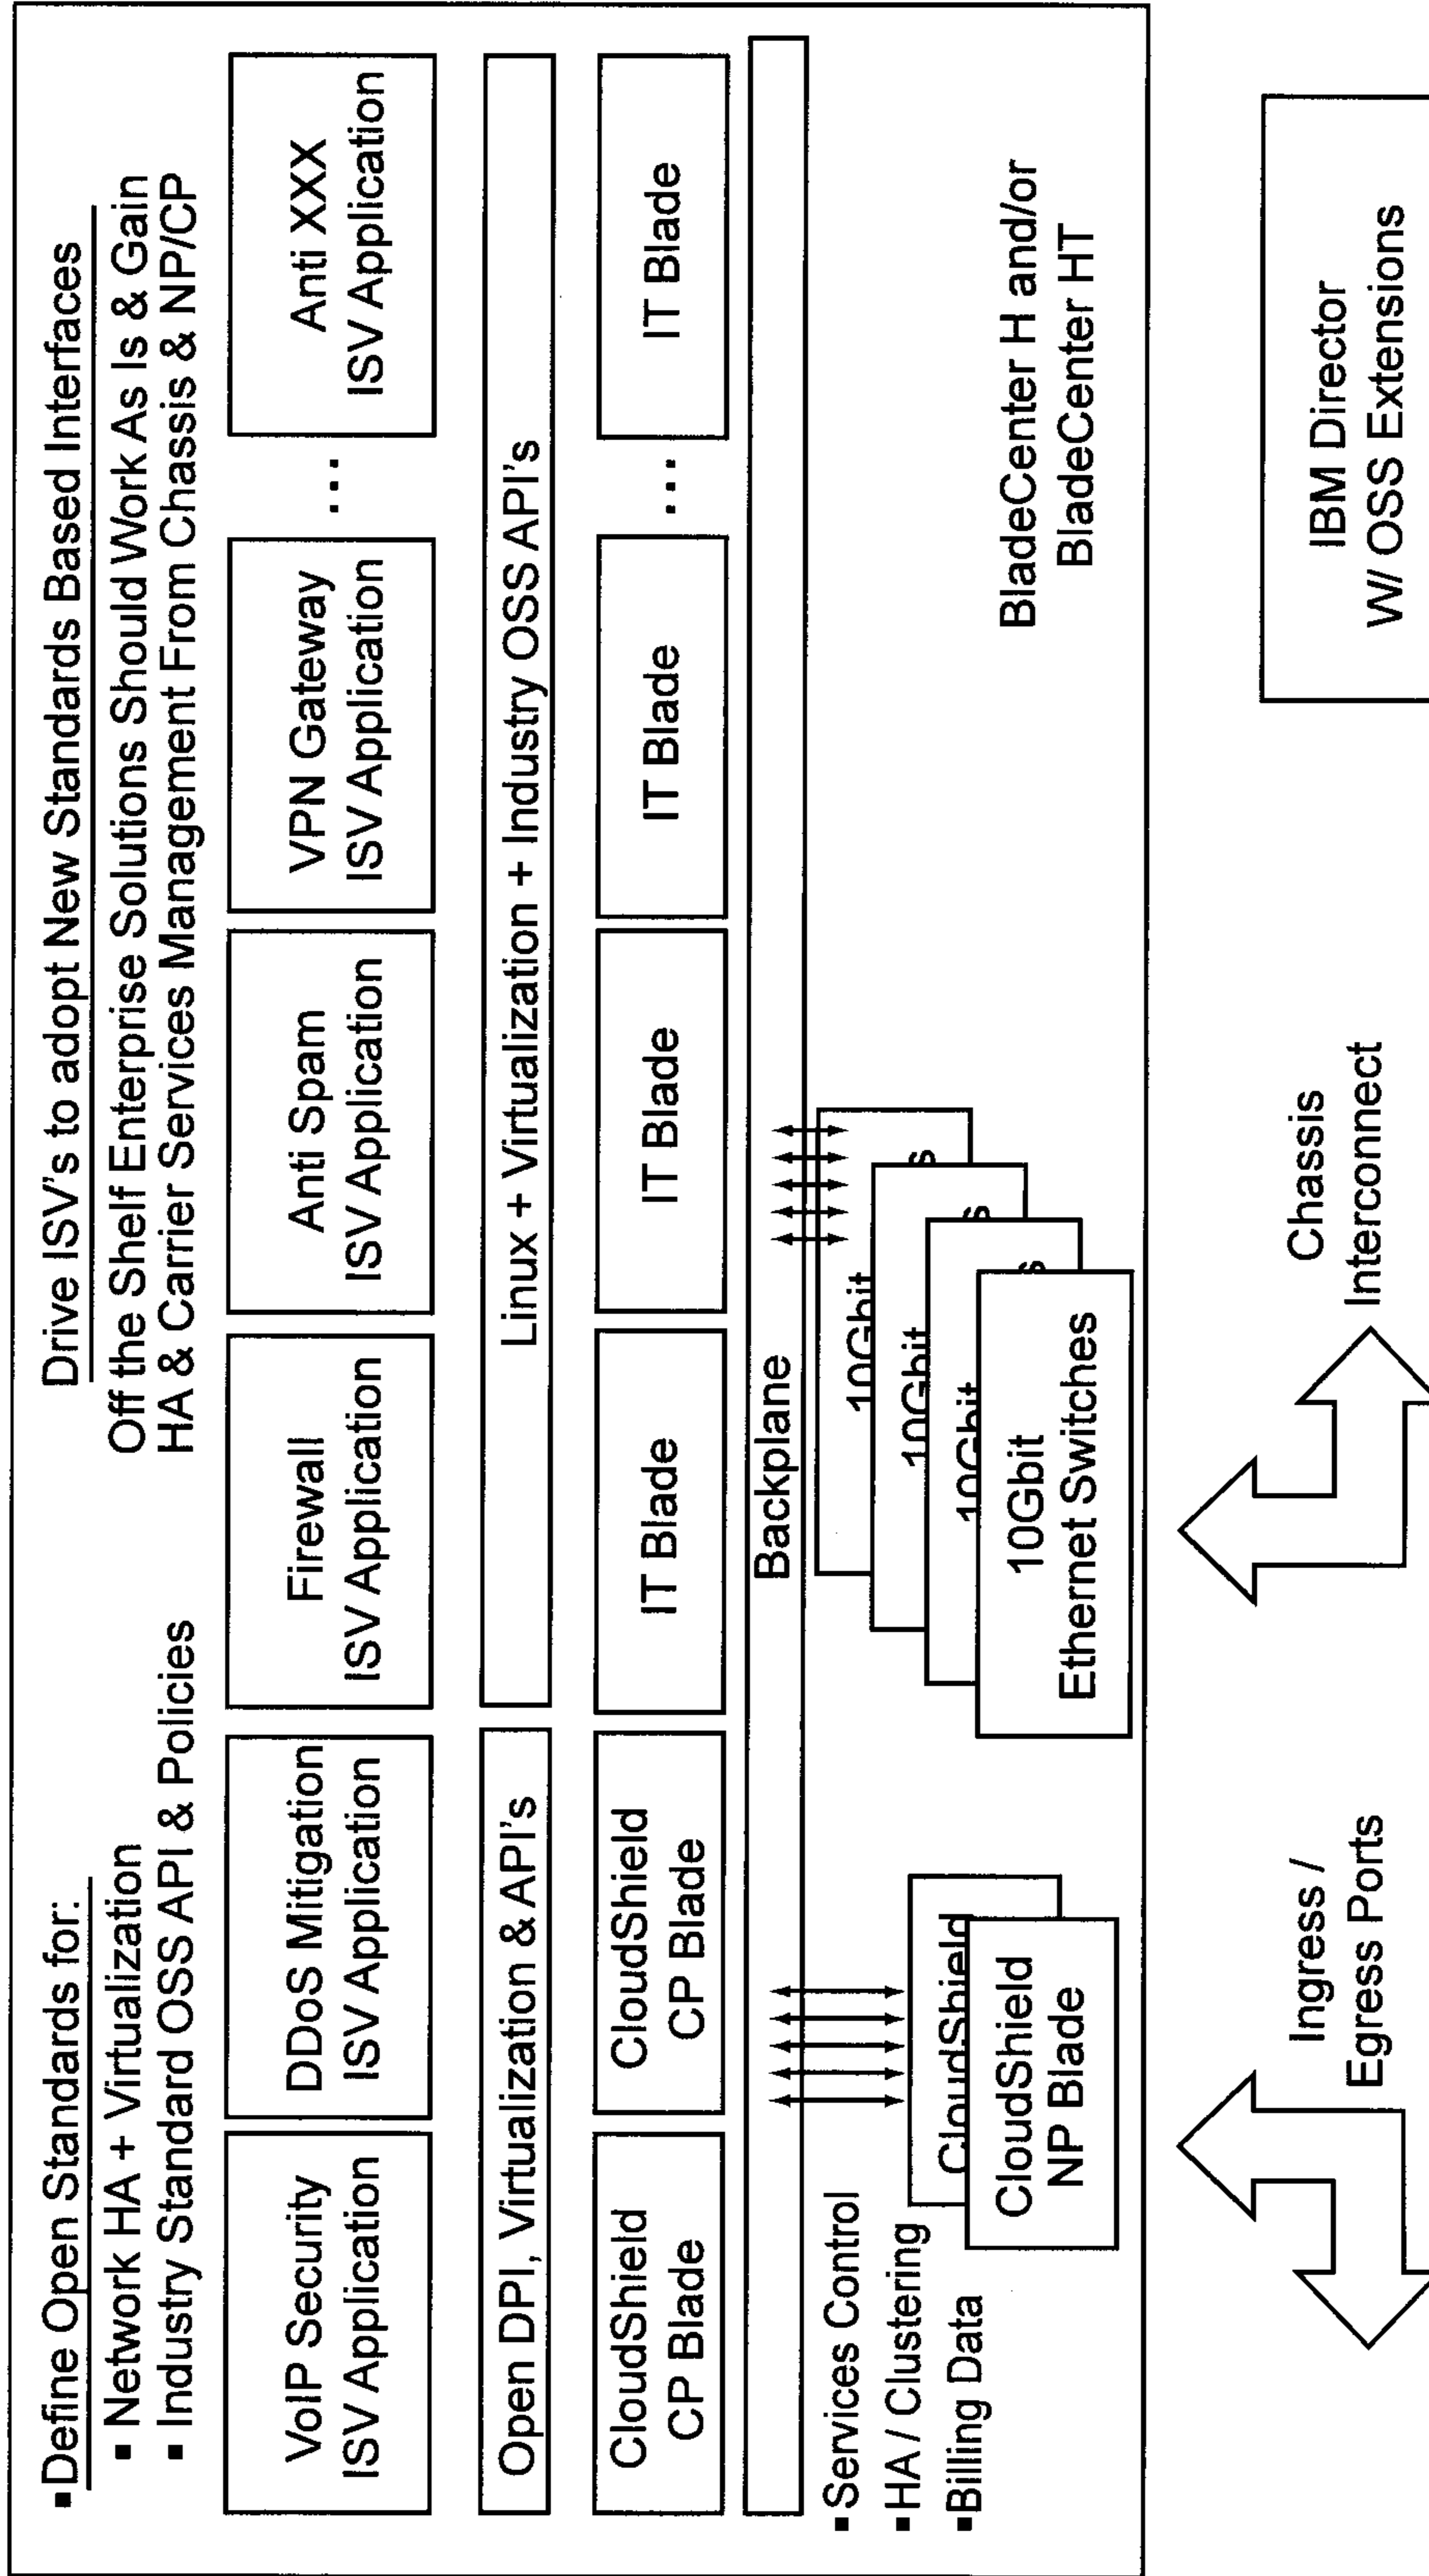 ▪Define Open Standards for:
▪ Network HA + Virtualization
▪ Industry Standard OSS API & Policies
Drive ISV's to adopt New Standards Based Interfaces
Off the Shelf Enterprise Solutions Should Work As Is & Gain
HA & Carrier Services Management From Chassis & NP/CP
VoIP Security
ISV Application
DDoS Mitigation
ISV Application
Firewall
ISV Application
Anti Spam
ISV Application
VPN Gateway
ISV Application
...
Anti XXX
ISV Application
Open DPI, Virtualization & API's
Linux + Virtualization + Industry OSS API's
CloudShield
CP Blade
CloudShield
CP Blade
IT Blade
IT Blade
IT Blade
...
IT Blade
Backplane
▪Services Control
▪HA / Clustering
▪Billing Data
CloudShield
CloudShield
NP Blade
10Gbit
s
10Gbit
s
10Gbit
s
10Gbit
Ethernet Switches
BladeCenter H and/or
BladeCenter HT
Ingress /
Egress Ports
Chassis
Interconnect
IBM Director
W/ OSS Extensions